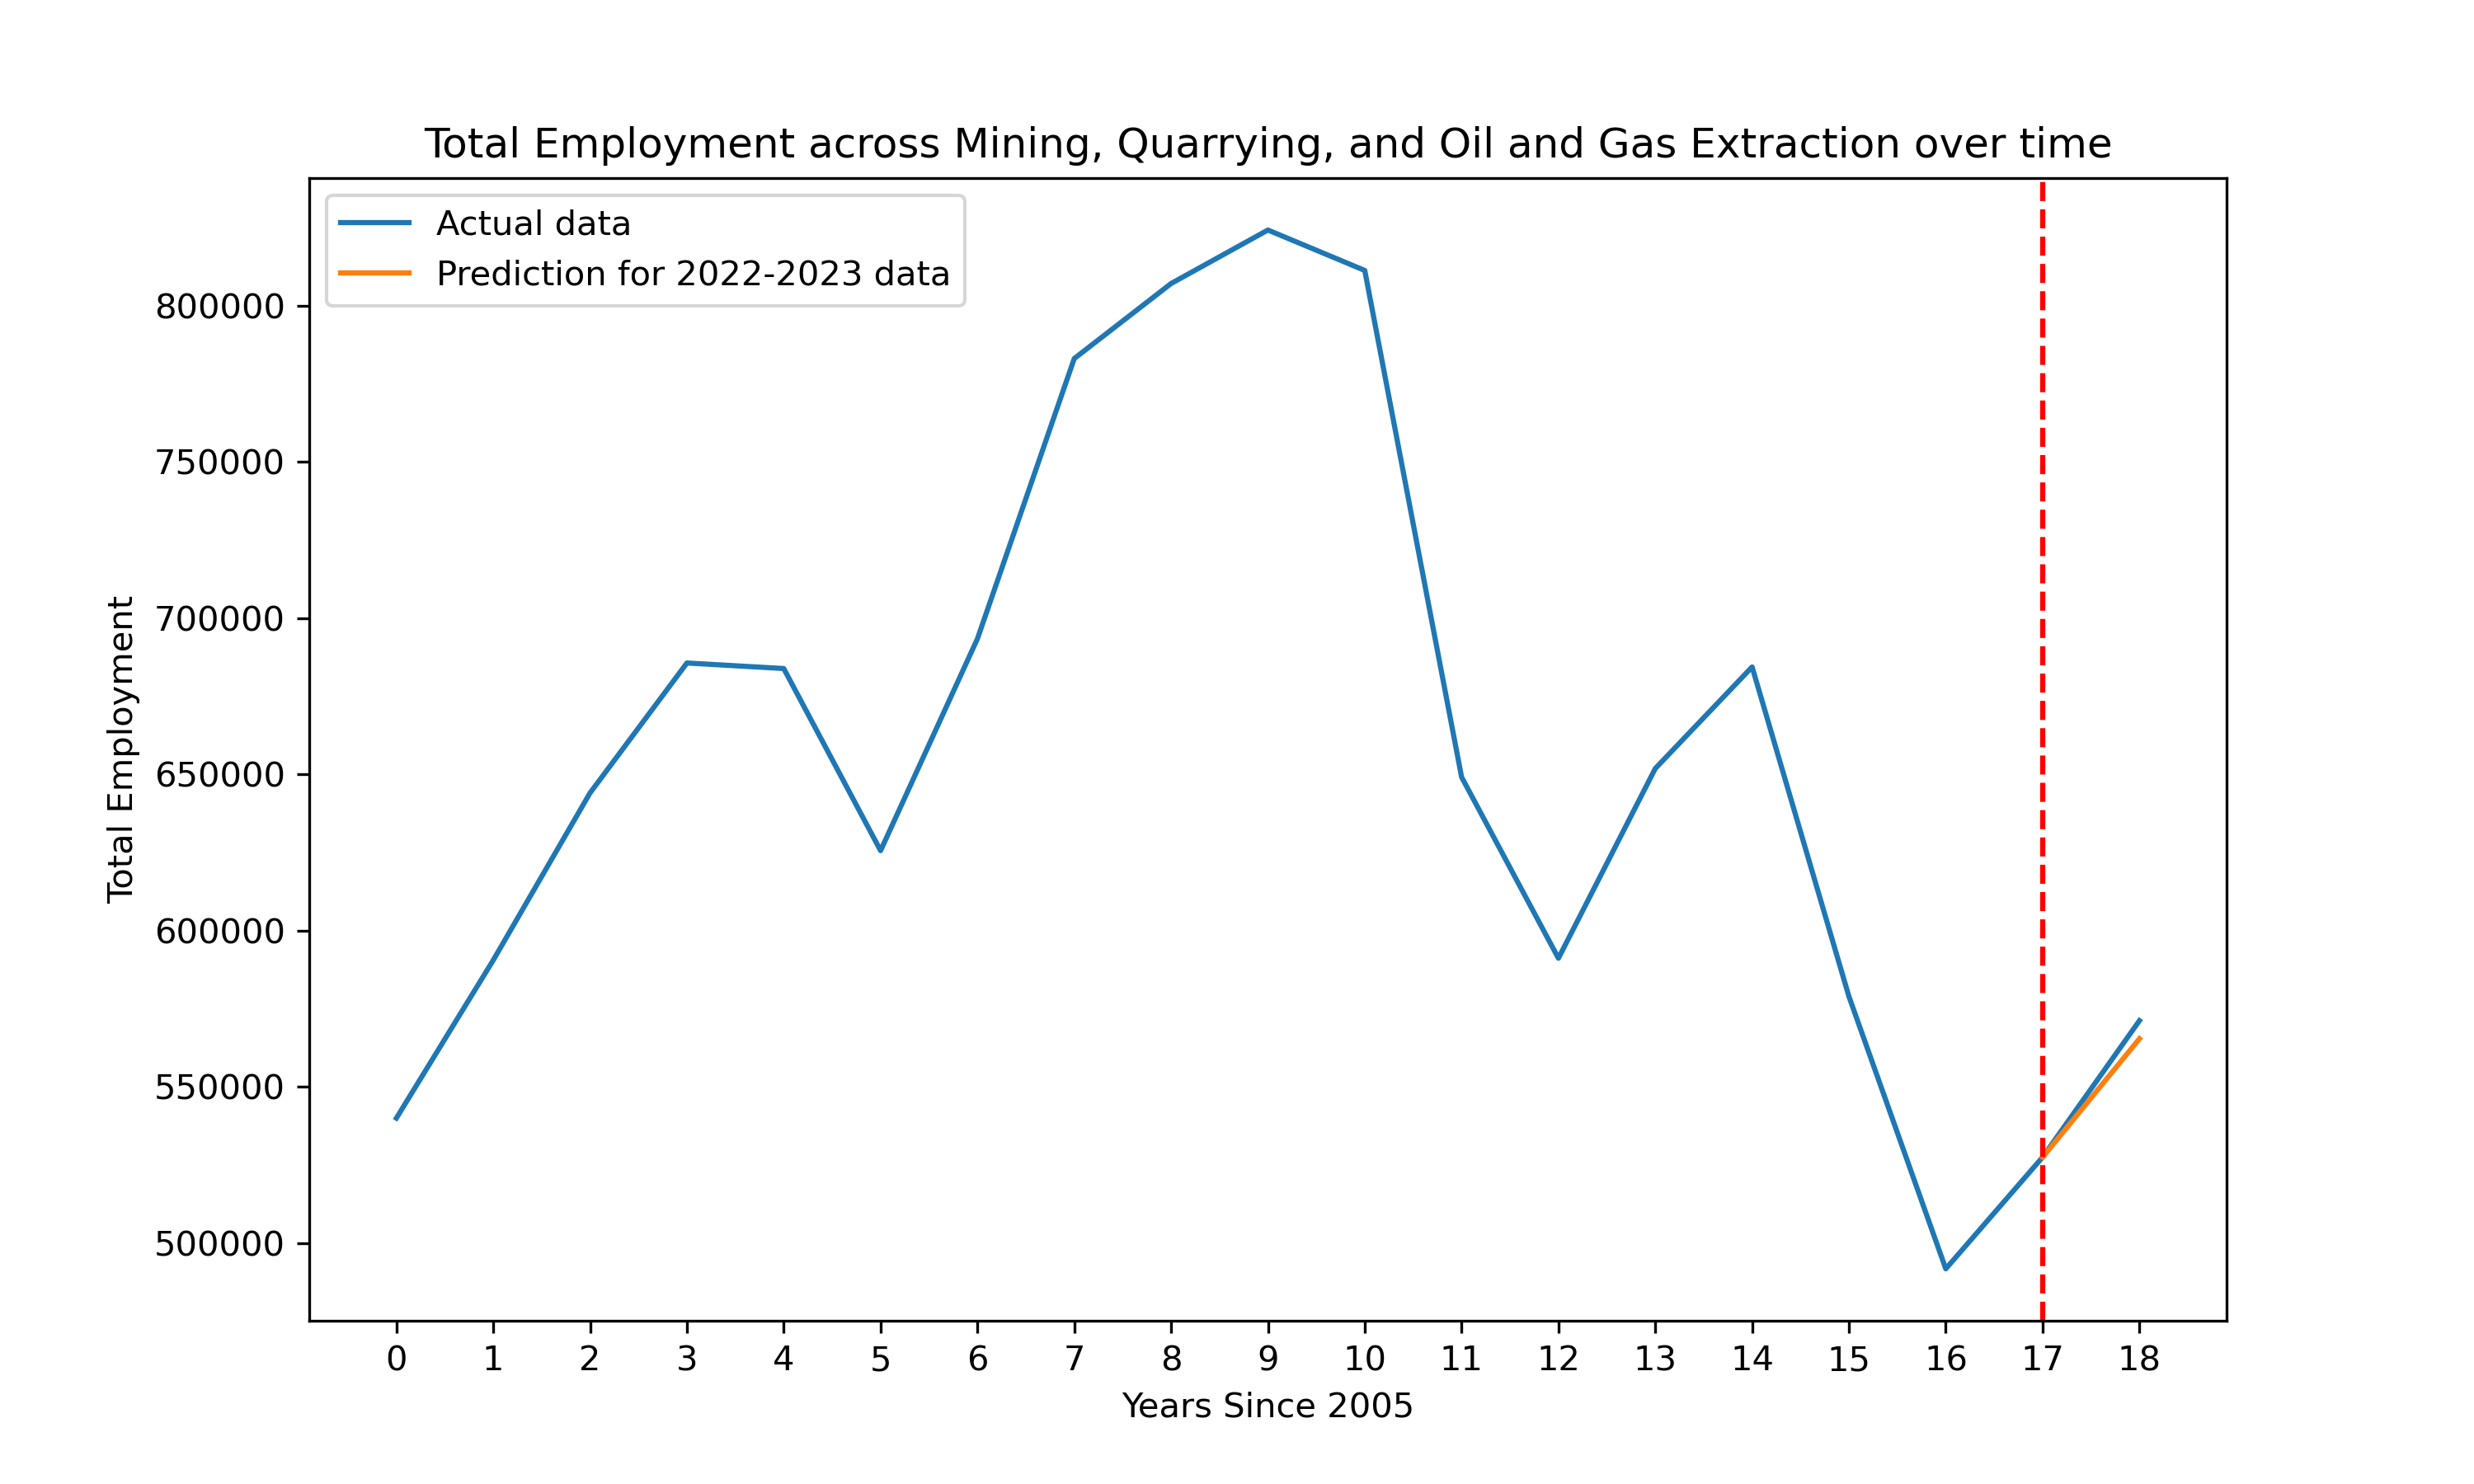 Total Employment across Mining, Quarrying, and Oil and Gas Extraction over time
Actual data
Prediction for 2022-2023 data
800000
750000
700000
650000
600000
550000
500000
Total Employment
0 1 2 3 4 5 6 7 8 9 10 11 12 13 14 15 16 17 18
Years Since 2005